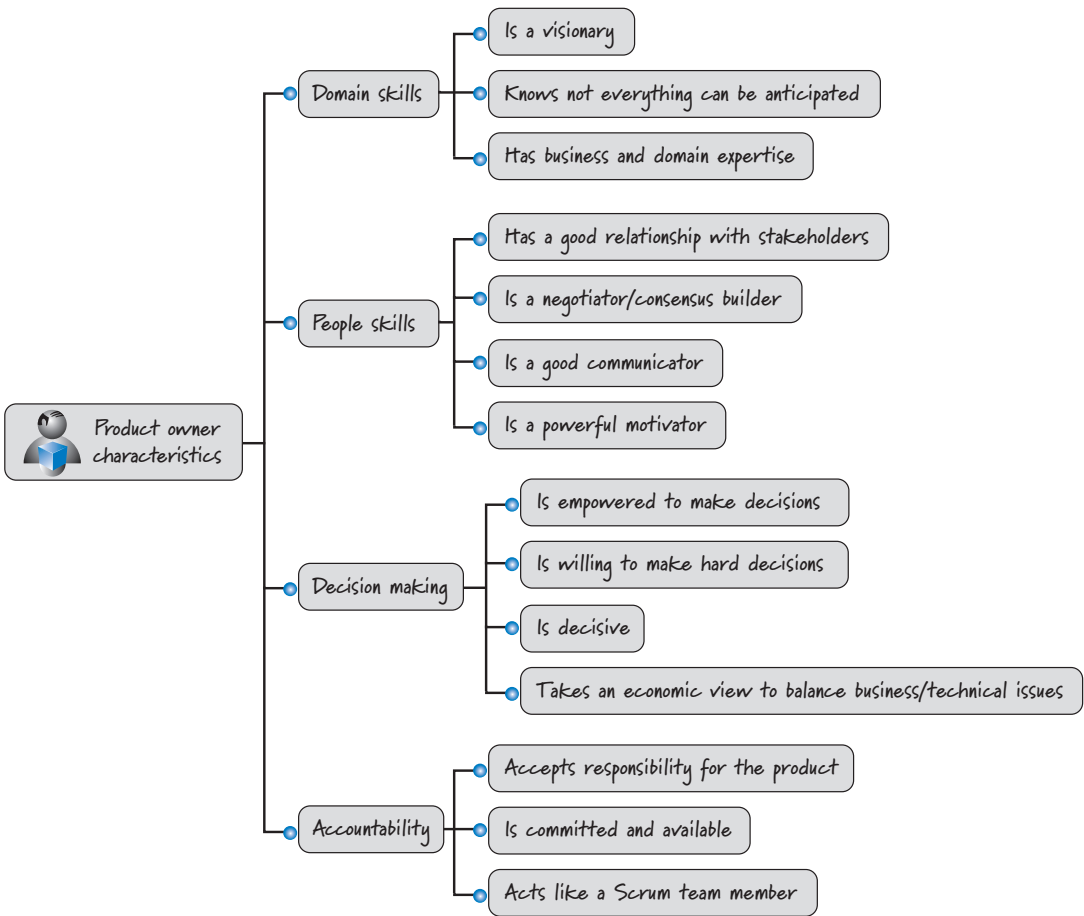 Product owner
characteristics
Domain skills
Is a visionary
Knows not everything can be anticipated
Has business and domain expertise
People skills
Has a good relationship with stakeholders
Is a negotiator/consensus builder
Is a good communicator
Is a powerful motivator
Decision making
Is empowered to make decisions
Is willing to make hard decisions
Is decisive
Takes an economic view to balance business/technical issues
Accountability
Accepts responsibility for the product
Is committed and available
Acts like a Scrum team member